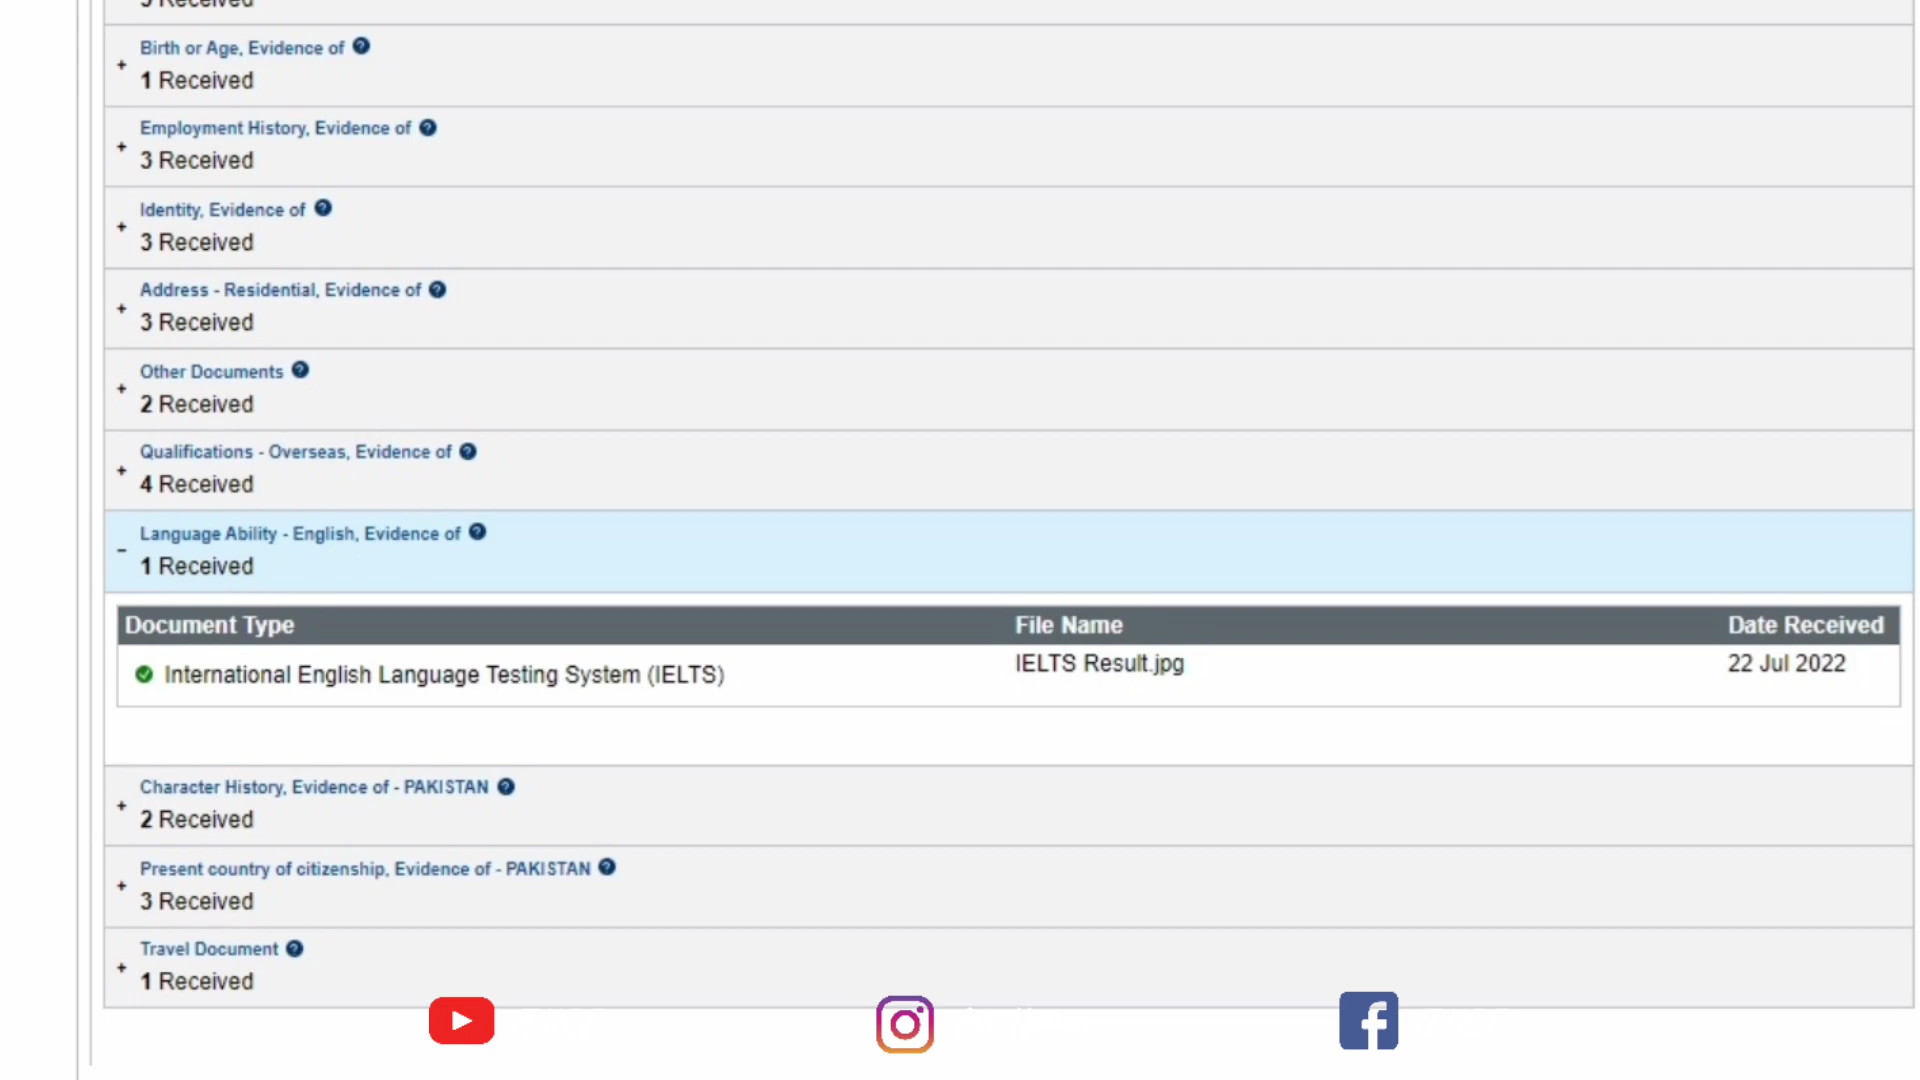 Received
Birth or Age, Evidence of
1 Received
Employment History, Evidence of
3 Received
Identity, Evidence of
3 Received
Address - Residential, Evidence of
3 Received
Other Documents
2 Received
Qualifications - Overseas, Evidence of
4 Received
Language Ability - English, Evidence of
1 Received
Document Type File Name Date Received
International English Language Testing System (IELTS) IELTS Result.jpg 22 Jul 2022
Character History, Evidence of - PAKISTAN
2 Received
Present country of citizenship, Evidence of - PAKISTAN
3 Received
Travel Document
1 Received